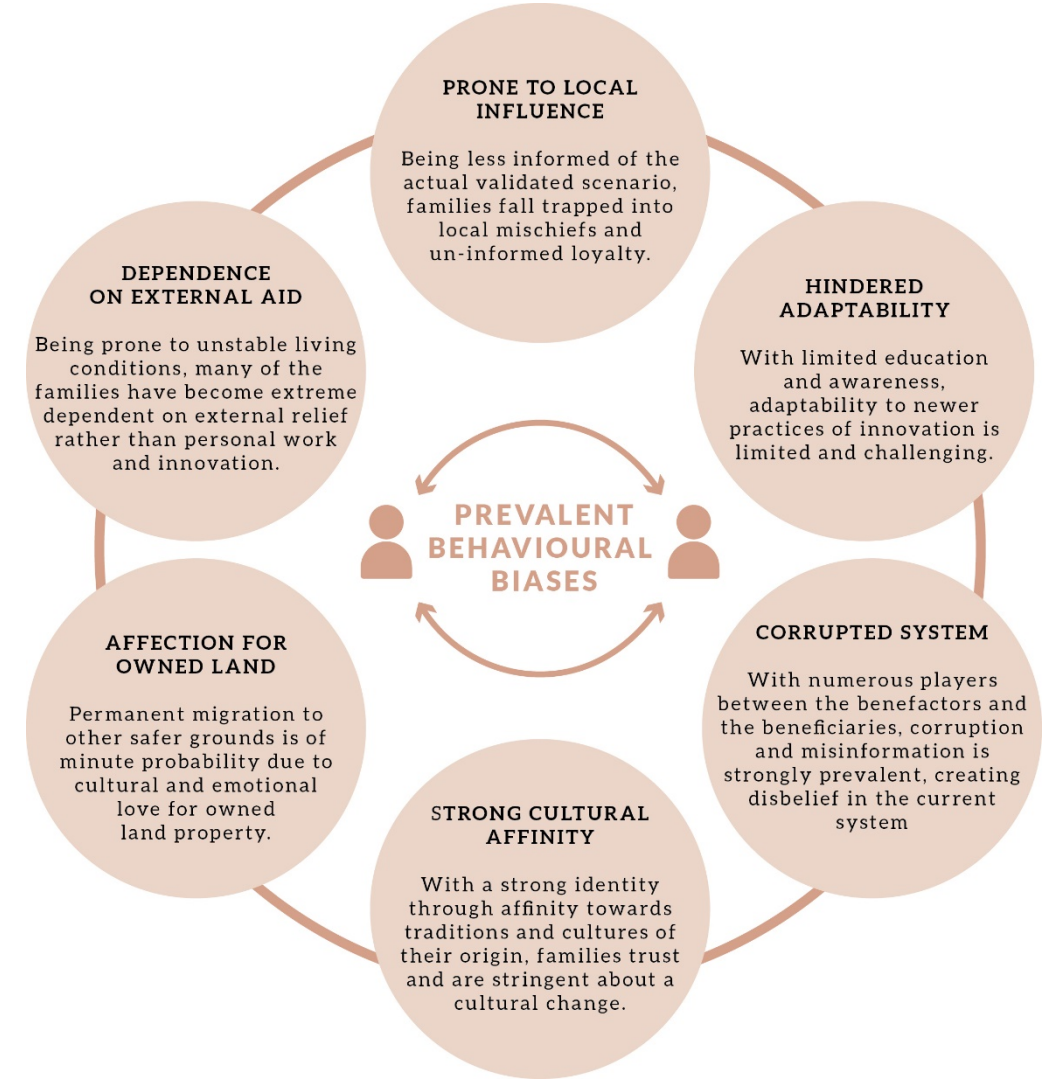 PRONE TO LOCAL
INFLUENCE
Being less informed of the
actual validated scenario,
families fall trapped into
local mischiefs and
un-informed loyalty.
HINDERED
ADAPTABILITY
With limited education
and awareness,
adaptability to newer
practices of innovation is
limited and challenging.
CORRUPTED SYSTEM
With numerous players
between the benefactors and
the beneficiaries, corruption
and misinformation is
strongly prevalent, creating
disbelief in the current
system
STRONG CULTURAL
AFFINITY
With a strong identity
through affinity towards
traditions and cultures of
their origin, families trust
and are stringent about a
cultural change.
AFFECTION FOR
OWNED LAND
Permanent migration to
other safer grounds is of
minute probability due to
cultural and emotional
love for owned
land property.
DEPENDENCE
ON EXTERNAL AID
Being prone to unstable living
conditions, many of the
families have become extreme
dependent on external relief
rather than personal work
and innovation.
PREVALENT
BEHAVIOURAL
BIASES